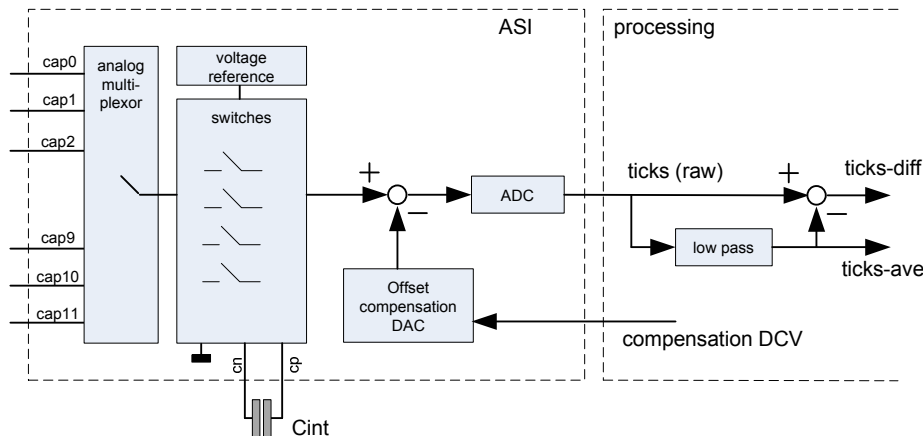 ASI
processing
cap0
cap1
cap2
cap9
cap10
cap11
analog
multi-
plexor
voltage
reference
switches
+
−
ADC
Offset
compensation
DAC
cn
cp
Cint
ticks (raw)
+
−
ticks-diff
low pass
ticks-ave
compensation DCV